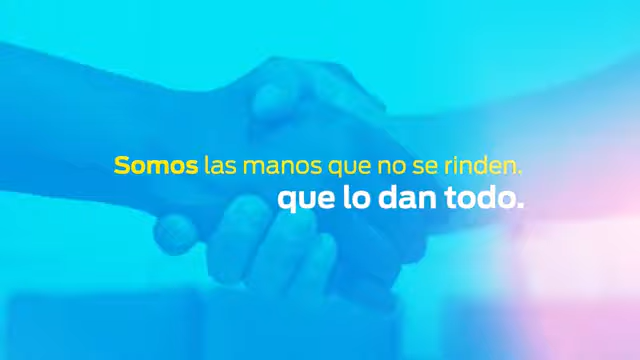 Somos las manos que no se rinden.
que lo dan todo.